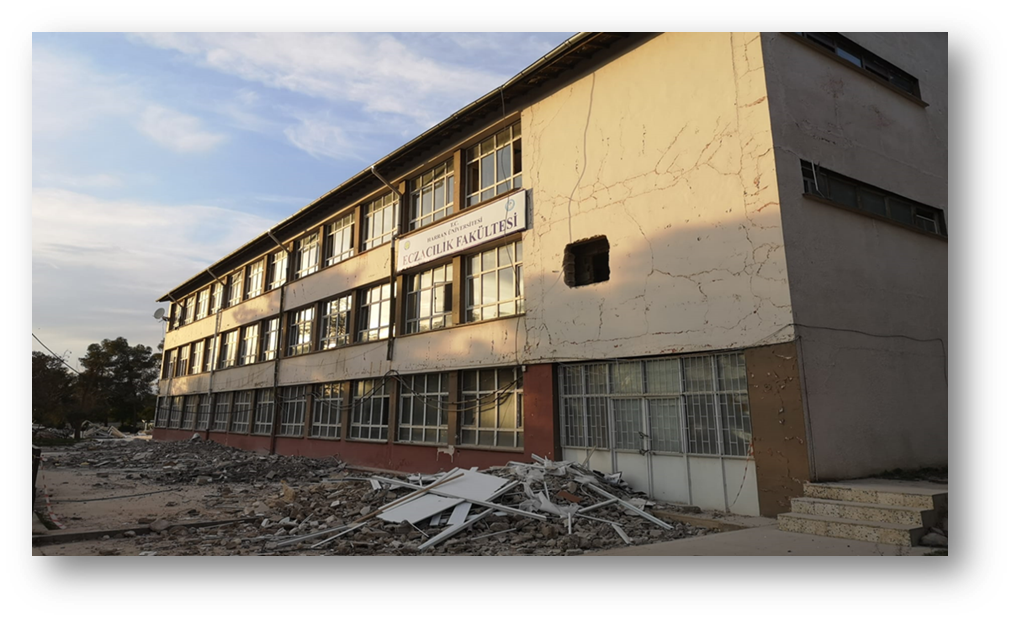 T.C.
HARRAN ÜNİVERSİTESİ
ECZACILIK FAKÜLTESİ